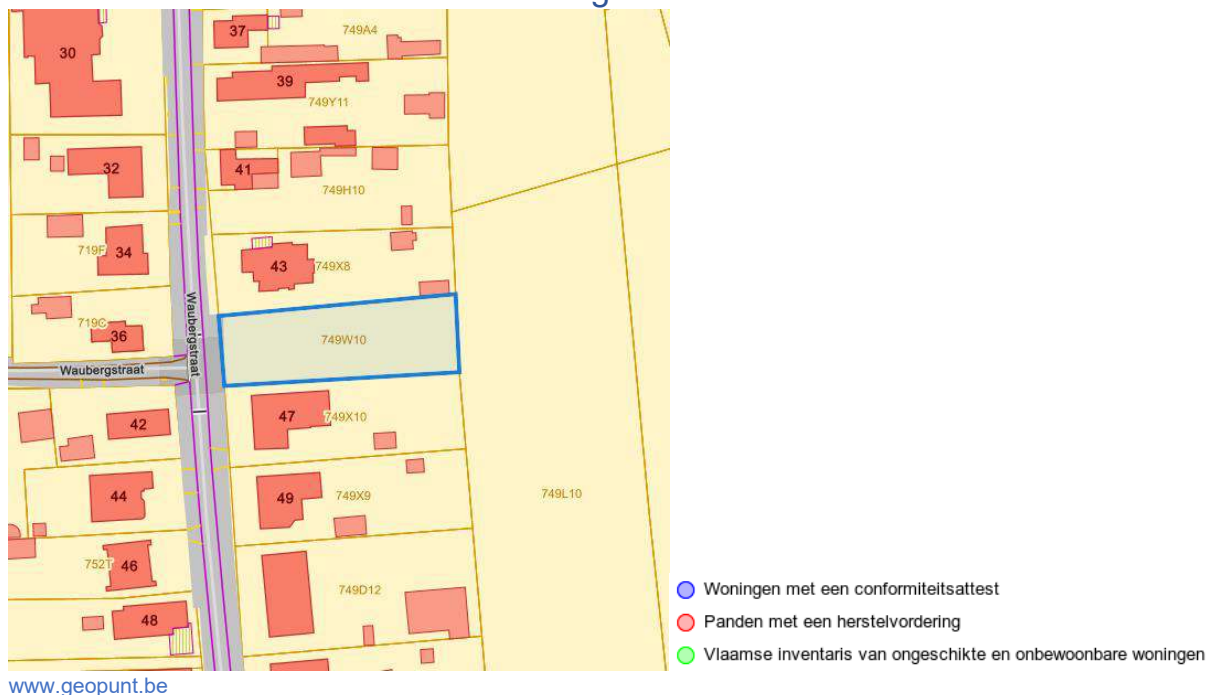 37
749A4
30
39
749Y11
32
41
749H10
719F
34
43
749X8
Waubergstraat
719C
36
749W10
Waubergstraat
42
47
749X10
44
49
749X9
749L10
752T
46
749D12
48
Woningen met een conformiteitsattest
Panden met een herstelvordering
Vlaamse inventaris van ongeschikte en onbewoonbare woningen
www.geopunt.be